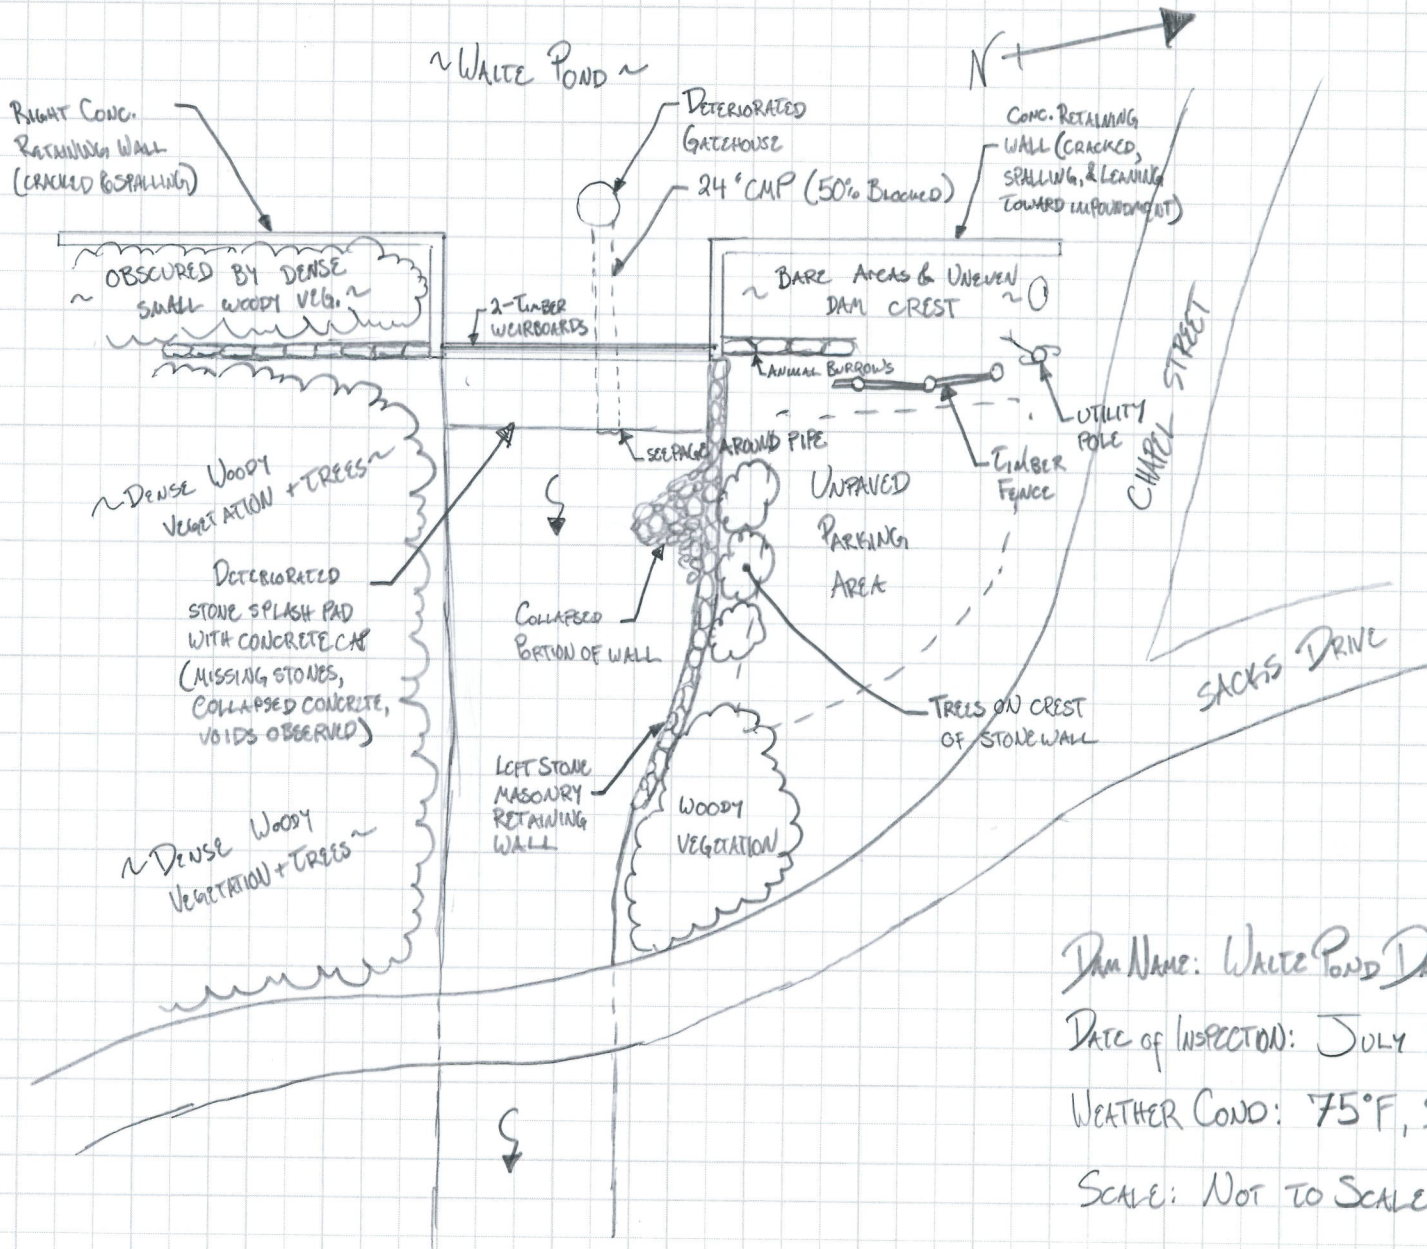 ~ WAITE POND ~
N
RIGHT CONC.
RETAINING WALL
(CRACKED & SPALLING)
DETERIORATED
GATEHOUSE
24" CMP (50% BLOCKED)
CONC. RETAINING
WALL (CRACKED,
SPALLING, & LEANING
TOWARD IMPOUNDMENT)
OBSCURED BY DENSE
~ SMALL WOODY VEG. ~
2-TIMBER
WEIRBOARDS
~ BARE AREAS & UNEVEN ~
DAM CREST
ANIMAL BURROWS
UTILITY
POLE
TIMBER
FENCE
CHAPEL STREET
SEEPAGE AROUND PIPE
~ DENSE WOODY
VEGETATION + TREES ~
UNPAVED
PARKING
AREA
DETERIORATED
STONE SPLASH PAD
WITH CONCRETE CAP
(MISSING STONES,
COLLAPSED CONCRETE,
VOIDS OBSERVED)
COLLAPSED
PORTION OF WALL
SACKS DRIVE
TREES ON CREST
OF STONE WALL
LEFT STONE
MASONRY
RETAINING
WALL
WOODY
VEGETATION
~ DENSE WOODY
VEGETATION + TREES ~
DAM NAME: WAITE POND
DATE of INSPECTION: JULY
WEATHER COND: 75°F,
SCALE: NOT TO SCALE